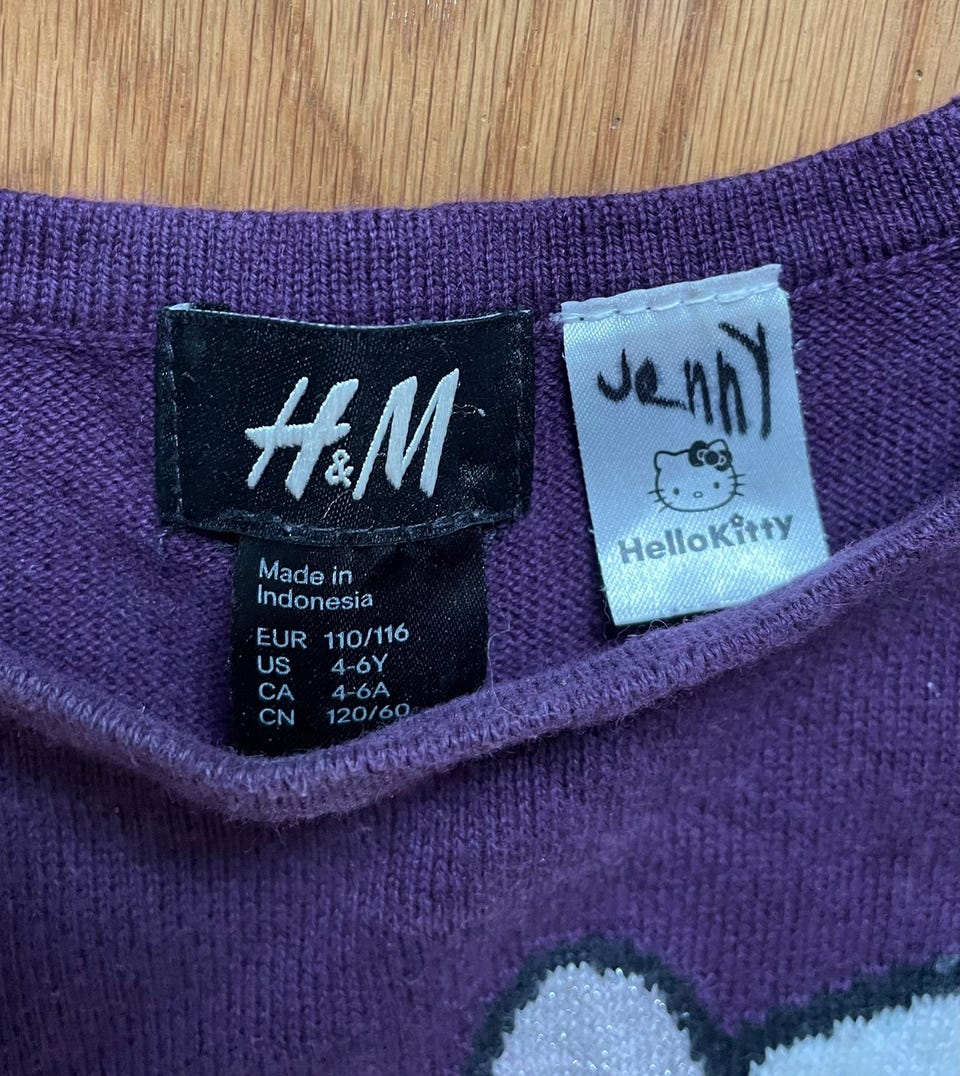 H&M
Made in
Indonesia
EUR 110/116
US 4-6Y
CA 4-6A
CN 120/60
Jenny
HelloKitty